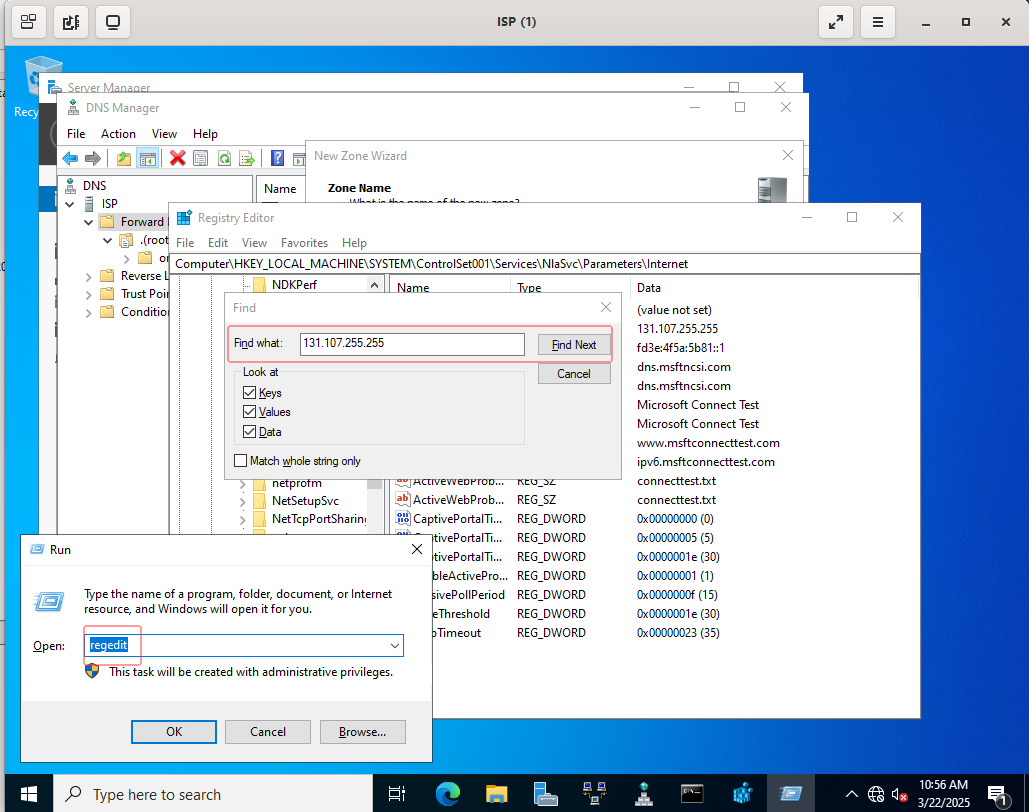 ISP (1)
Recy
Server Manager
DNS Manager
File Action View Help
DNS
ISP
Forward
.(root
or
Reverse L
Trust Poi
Conditio
Name
New Zone Wizard
Zone Name
What is the name of the new zone?
Registry Editor
File Edit View Favorites Help
Computer\HKEY_LOCAL_MACHINE\SYSTEM\ControlSet001\Services\NlaSvc\Parameters\Internet
NDKPerf
Name Type Data
(value not set)
131.107.255.255
fd3e:4f5a:5b81::1
dns.msftncsi.com
dns.msftncsi.com
Microsoft Connect Test
Microsoft Connect Test
www.msftconnecttest.com
ipv6.msftconnecttest.com
Find
Find what: 131.107.255.255 Find Next
Cancel
Look at
Keys
Values
Data
Match whole string only
netprofm
NetSetupSvc
NetTcpPortSharing
ActiveWebProb... REG_SZ connecttest.txt
ActiveWebProb... REG_SZ connecttest.txt
CaptivePortalTi... REG_DWORD 0x00000000 (0)
CaptivePortalTi... REG_DWORD 0x00000005 (5)
ptivePortalTi... REG_DWORD 0x0000001e (30)
bleActivePro... REG_DWORD 0x00000001 (1)
sivePollPeriod REG_DWORD 0x0000000f (15)
eThreshold REG_DWORD 0x0000001e (30)
oTimeout REG_DWORD 0x00000023 (35)
Run
Type the name of a program, folder, document, or Internet
resource, and Windows will open it for you.
Open: regedit
This task will be created with administrative privileges.
OK Cancel Browse...
Type here to search
10:56 AM
3/22/2025
1